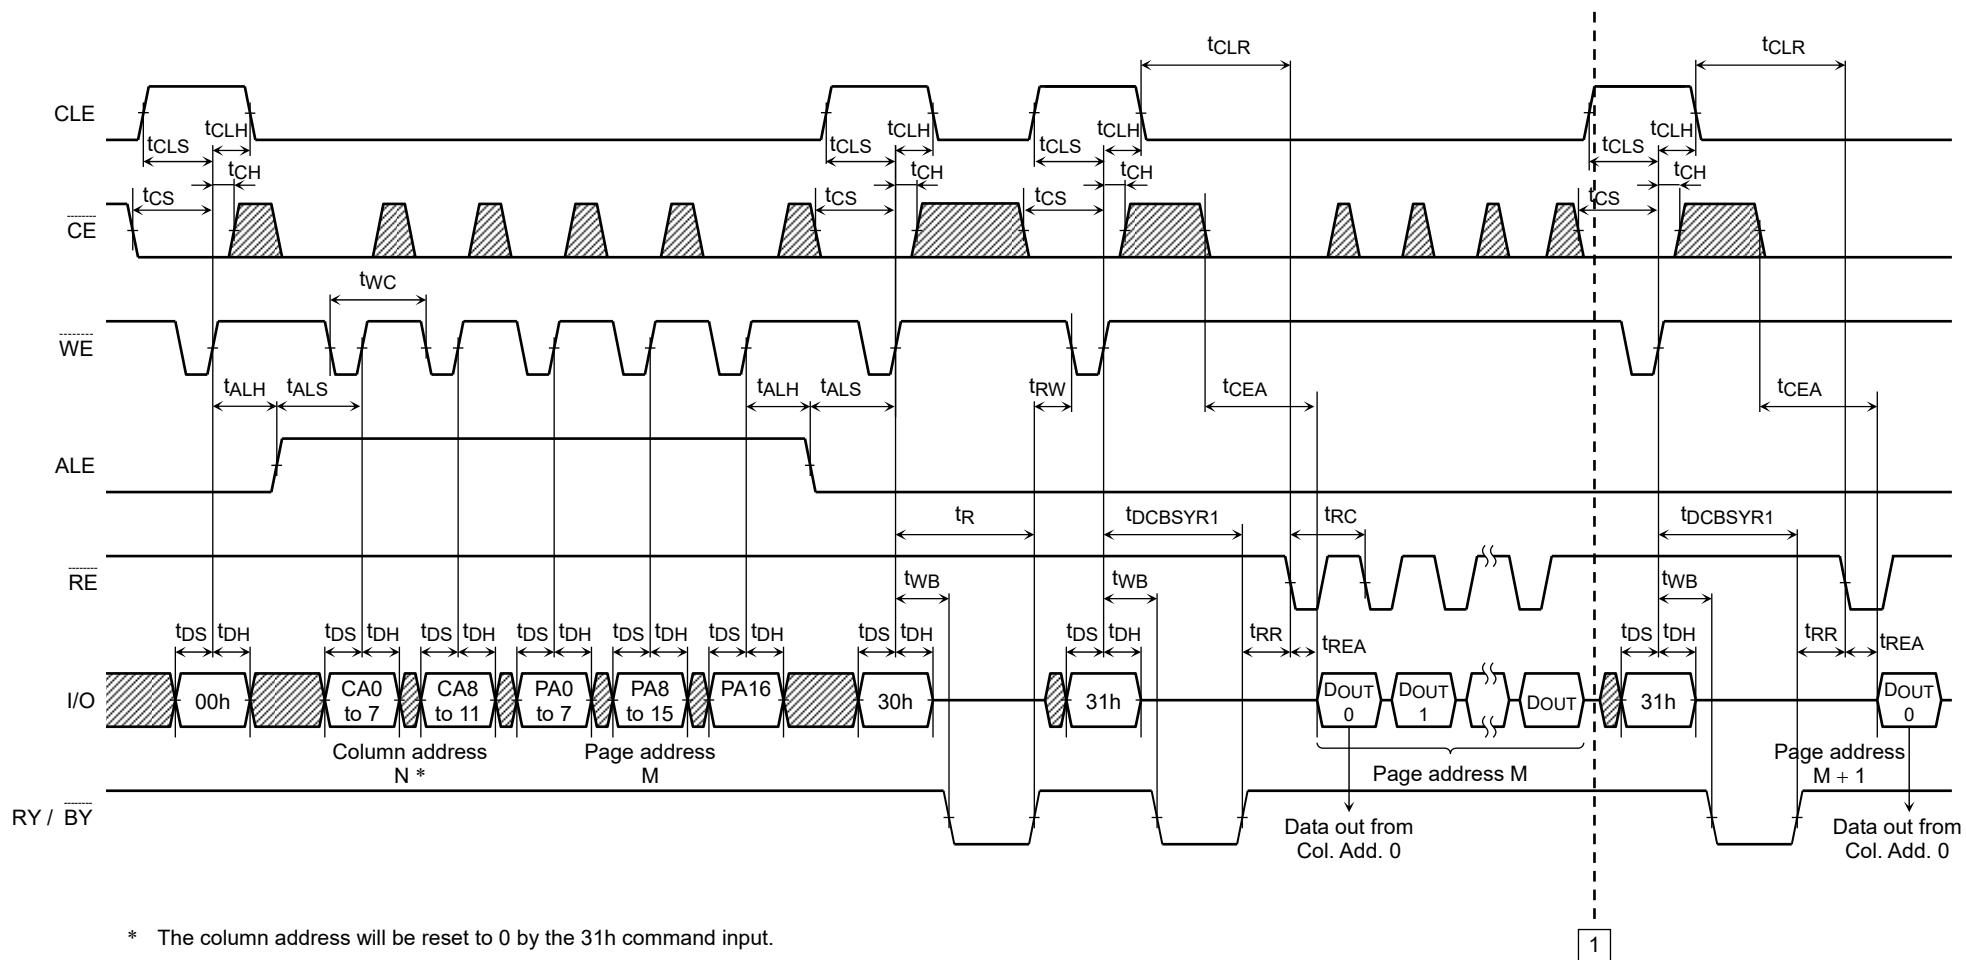 tCLR tCLR
CLE
tCLS tCLH tCLS tCLH tCLS tCLH tCLS tCLH
tCH tCH tCH tCH
tCS tCS tCS tCS
CE
tWC
WE
tALH tALS tALH tALS tRW tCEA tCEA
ALE
tR tDCBSYR1 tRC tDCBSYR1
RE
tWB tWB tWB
tDS tDH tDS tDH tDS tDH tDS tDH tDS tDH tDS tDH tDS tDH tDS tDH tDS tDH
tRR tREA tRR tREA
I/O
00h
CA0
to 7
CA8
to 11
PA0
to 7
PA8
to 15
PA16
30h
31h
DOUT
0
DOUT
1
DOUT
31h
DOUT
0
Column address
N *
Page address
M
Page address M
Page address
M + 1
RY / BY
Data out from
Col. Add. 0
Data out from
Col. Add. 0
* The column address will be reset to 0 by the 31h command input.
1